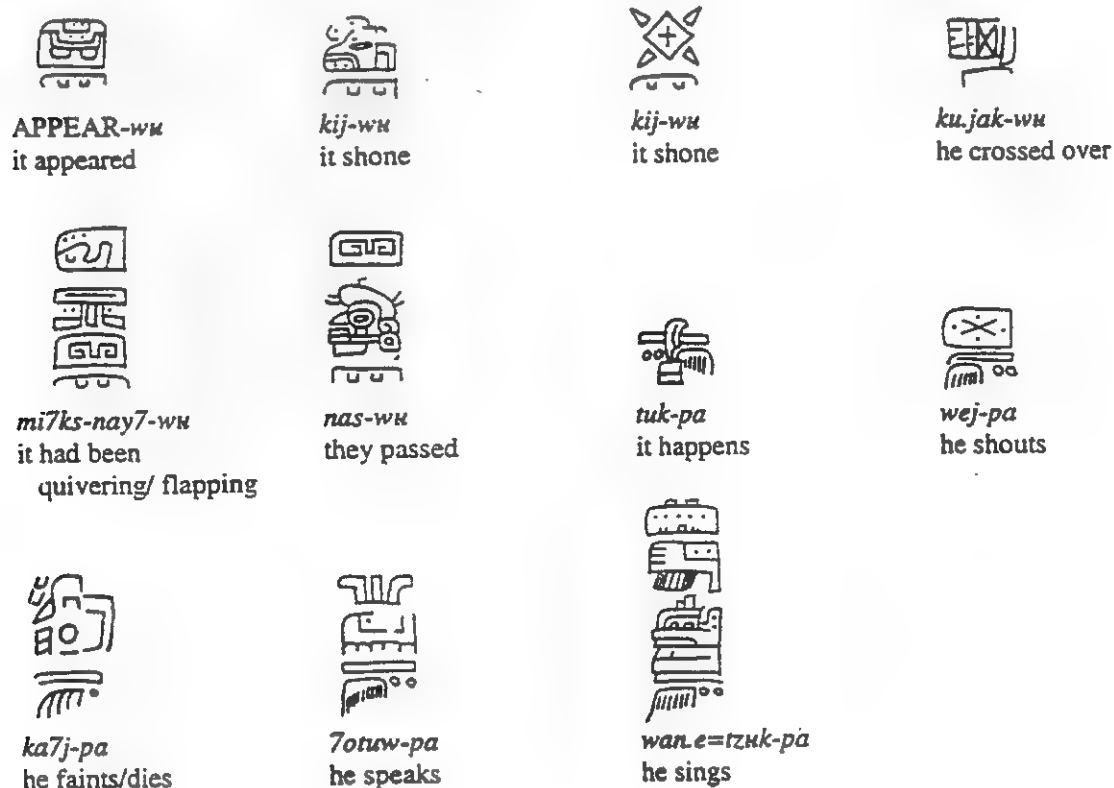 APPEAR-wʉ
it appeared
kij-wʉ
it shone
kij-wʉ
it shone
ku.jak-wʉ
he crossed over
mi7ks-nay7-wʉ
it had been
quivering/ flapping
nas-wʉ
they passed
tuk-pa
it happens
wej-pa
he shouts
ka7j-pa
he faints/dies
7otuw-pa
he speaks
wan.e=tzʉk-pa
he sings